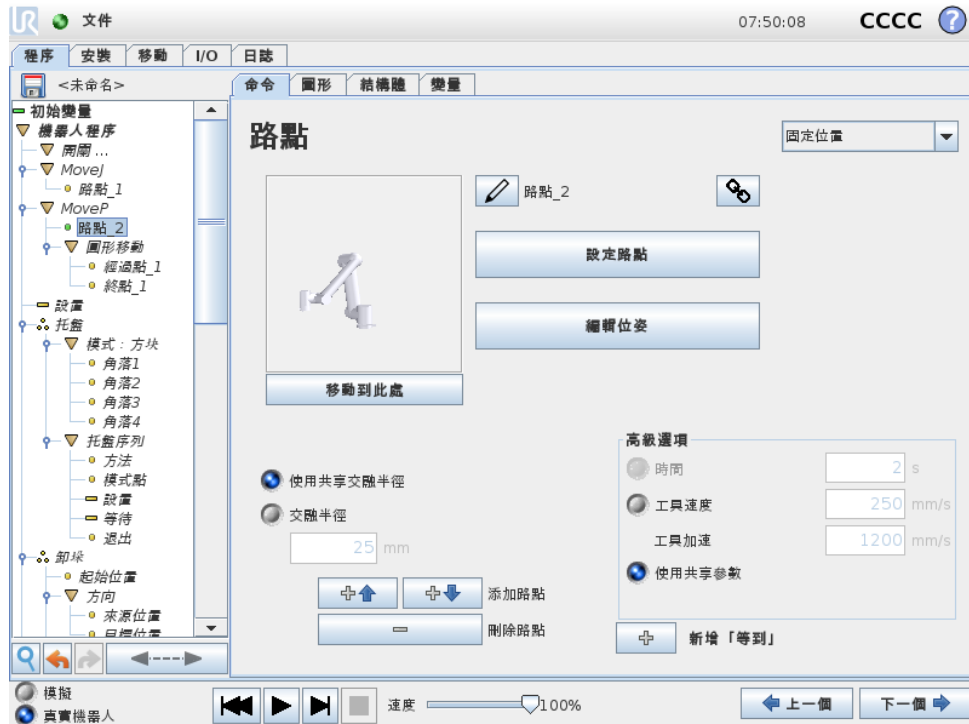 UR 文件 07:50:08 CCCC ?
程序 安裝 移動 I/O 日誌
<未命名> 命令 圖形 結構體 變量
初始變量
機器人程序
開闔 ...
MoveJ
路點_1
MoveP
路點_2
圓形移動
經過點_1
終點_1
設置
托盤
模式：方块
角落1
角落2
角落3
角落4
托盤序列
方法
模式點
設置
等待
退出
卸垛
起始位置
方向
來源位置
目標位置
路點
固定位置
路點_2
設定路點
編輯位姿
移動到此處
使用共享交融半徑
交融半徑
25 mm
添加路點
刪除路點
高級選項
時間 2 s
工具速度 250 mm/s
工具加速 1200 mm/s
使用共享參數
新增「等到」
模擬
真實機器人
速度 100%
上一個 下一個